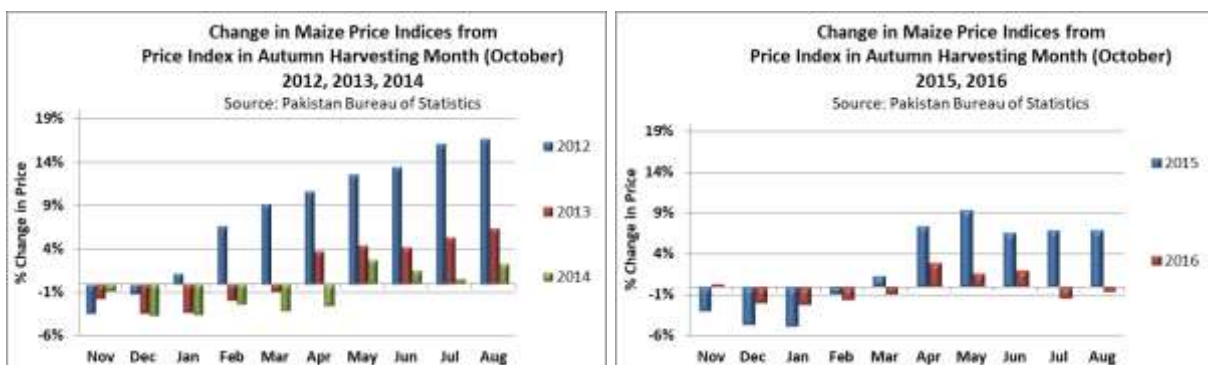 Change in Maize Price Indices from
Price Index in Autumn Harvesting Month (October)
2012, 2013, 2014
Source: Pakistan Bureau of Statistics
% Change in Price
19%
14%
9%
4%
-1%
-6%
Nov Dec Jan Feb Mar Apr May Jun Jul Aug
2012
2013
2014
Change in Maize Price Indices from
Price Index in Autumn Harvesting Month (October)
2015, 2016
Source: Pakistan Bureau of Statistics
% Change in Price
19%
14%
9%
4%
-1%
-6%
Nov Dec Jan Feb Mar Apr May Jun Jul Aug
2015
2016